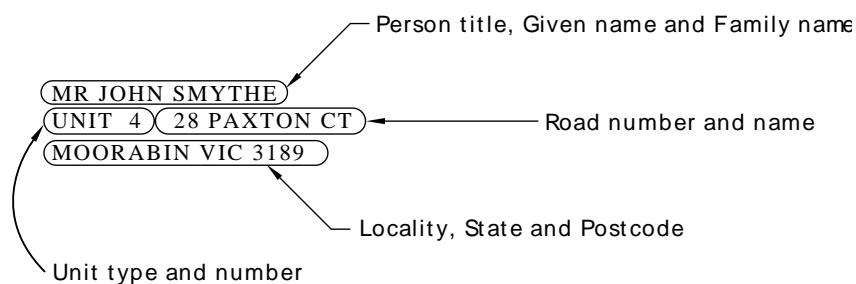 Person title, Given name and Family name
MR JOHN SMYTHE
UNIT 4 28 PAXTON CT
Road number and name
MOORABIN VIC 3189
Locality, State and Postcode
Unit type and number